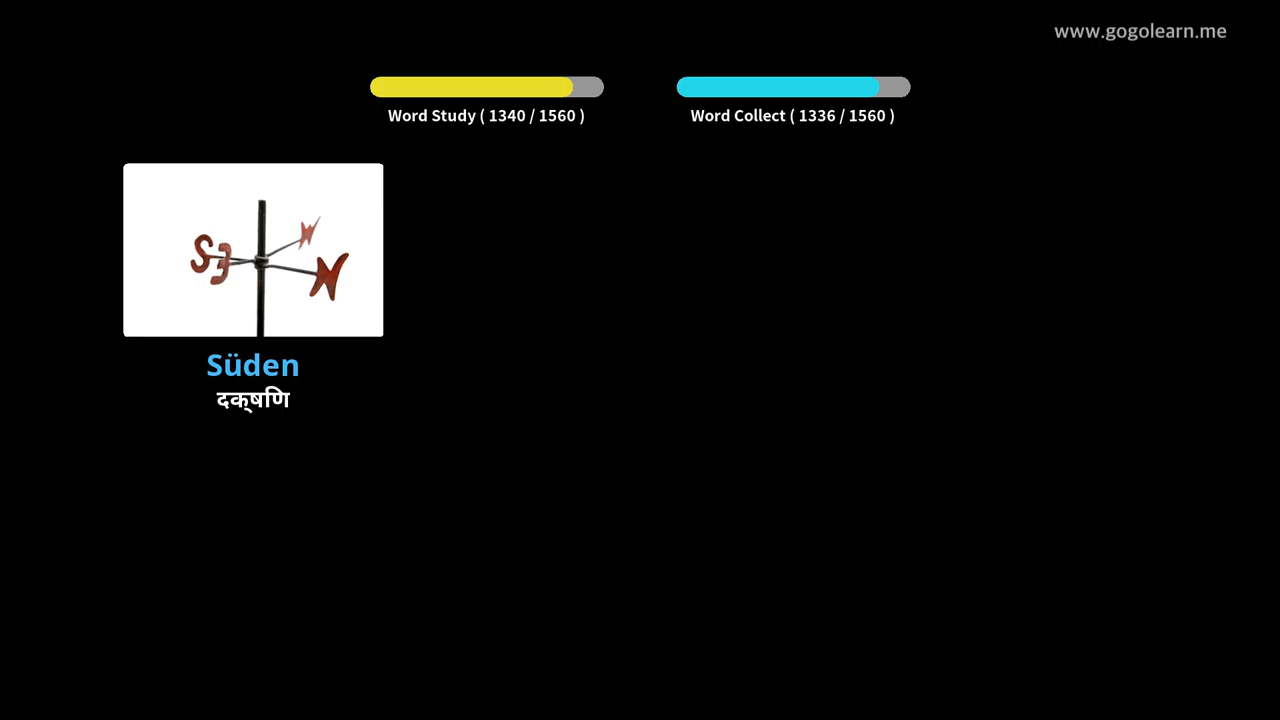 www.gogolearn.me
Word Study ( 1340 / 1560 )
Word Collect ( 1336 / 1560 )
S E N W
Süden
दक्षिण